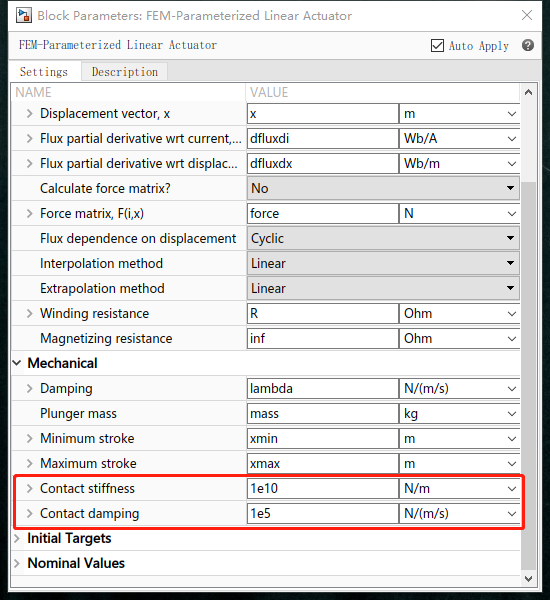 Block Parameters: FEM-Parameterized Linear Actuator
FEM-Parameterized Linear Actuator
Auto Apply
Settings Description
NAME VALUE
Displacement vector, x x m
Flux partial derivative wrt current,... dfluxdi Wb/A
Flux partial derivative wrt displac... dfluxdx Wb/m
Calculate force matrix? No
Force matrix, F(i,x) force N
Flux dependence on displacement Cyclic
Interpolation method Linear
Extrapolation method Linear
Winding resistance R Ohm
Magnetizing resistance inf Ohm
Mechanical
Damping lambda N/(m/s)
Plunger mass mass kg
Minimum stroke xmin m
Maximum stroke xmax m
Contact stiffness 1e10 N/m
Contact damping 1e5 N/(m/s)
Initial Targets
Nominal Values